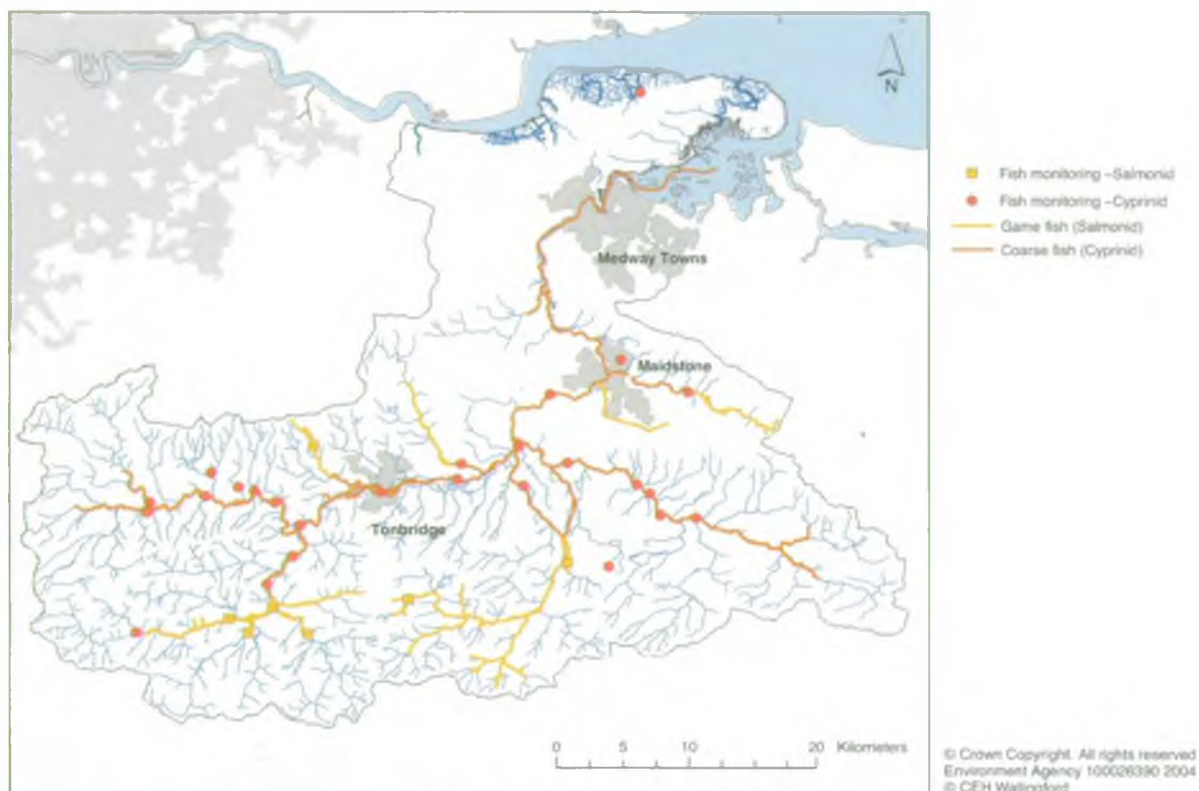 N
Fish monitoring –Salmonid
Fish monitoring –Cyprinid
Game fish (Salmonid)
Coarse fish (Cyprinid)
Medway Towns
Maidstone
Tonbridge
0 5 10 20 Kilometers
© Crown Copyright. All rights reserved
Environment Agency 100026390 2004
© CEH Wallingford